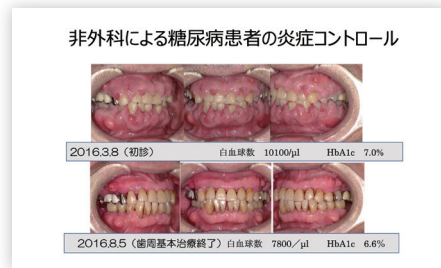 非外科による糖尿病患者の炎症コントロール
2016.3.8（初診） 白血球数 10100/μl HbA1c 7.0%
2016.8.5（歯周基本治療終了） 白血球数 7800／μl HbA1c 6.6%